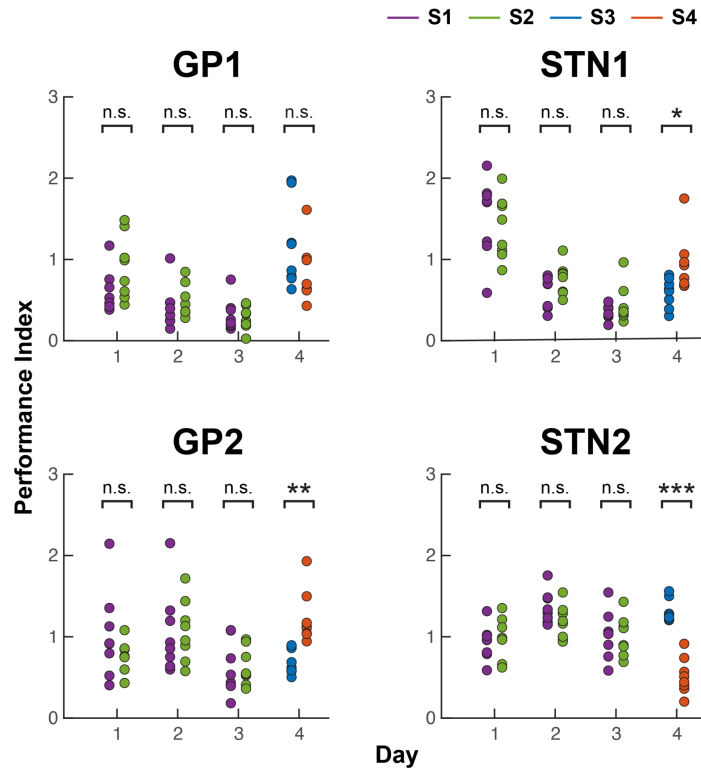 S1 S2 S3 S4
GP1
3
2
1
0
n.s. n.s. n.s. n.s.
1 2 3 4
STN1
3
2
1
0
n.s. n.s. n.s. *
1 2 3 4
Performance Index
GP2
3
2
1
0
n.s. n.s. n.s. **
1 2 3 4
STN2
3
2
1
0
n.s. n.s. n.s. ***
1 2 3 4
Day